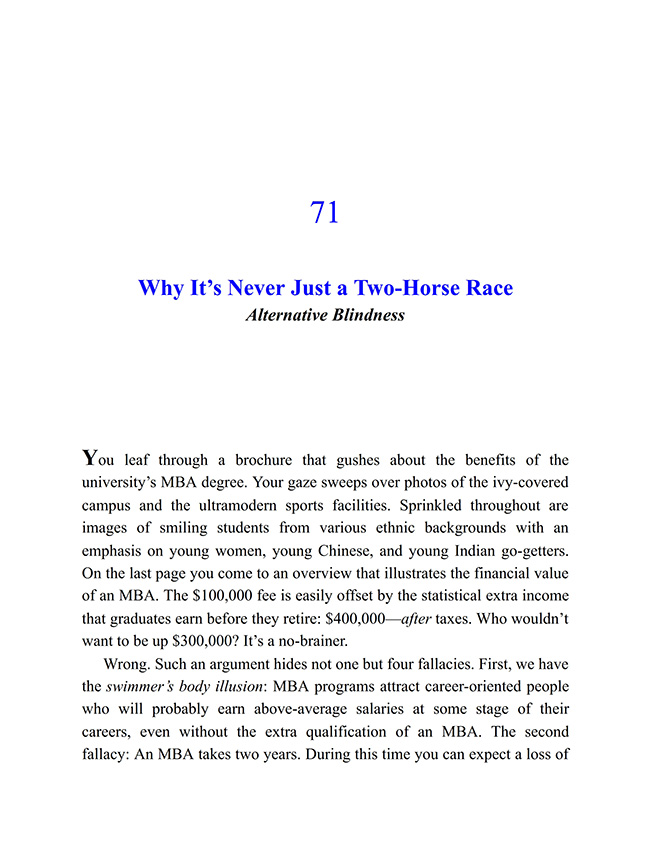 71
Why It’s Never Just a Two-Horse Race
Alternative Blindness
You leaf through a brochure that gushes about the benefits of the
university’s MBA degree. Your gaze sweeps over photos of the ivy-covered
campus and the ultramodern sports facilities. Sprinkled throughout are
images of smiling students from various ethnic backgrounds with an
emphasis on young women, young Chinese, and young Indian go-getters.
On the last page you come to an overview that illustrates the financial value
of an MBA. The $100,000 fee is easily offset by the statistical extra income
that graduates earn before they retire: $400,000—after taxes. Who wouldn’t
want to be up $300,000? It’s a no-brainer.
Wrong. Such an argument hides not one but four fallacies. First, we have
the swimmer’s body illusion: MBA programs attract career-oriented people
who will probably earn above-average salaries at some stage of their
careers, even without the extra qualification of an MBA. The second
fallacy: An MBA takes two years. During this time you can expect a loss of